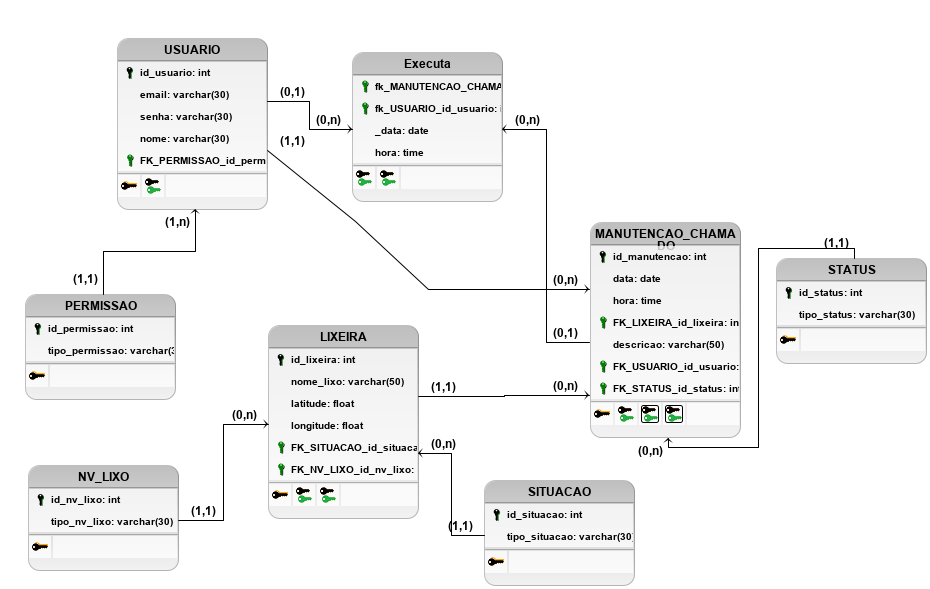 USUARIO
id_usuario: int
email: varchar(30)
senha: varchar(30)
nome: varchar(30)
FK_PERMISSAO_id_perm
Executa
fk_MANUTENCAO_CHAMA
fk_USUARIO_id_usuario: i
_data: date
hora: time
(0,1)
(0,n)
(1,1)
(0,n)
(1,n)
(1,1)
(0,n)
(0,1)
MANUTENCAO_CHAMA
DO
id_manutencao: int
data: date
hora: time
FK_LIXEIRA_id_lixeira: in
descricao: varchar(50)
FK_USUARIO_id_usuario:
FK_STATUS_id_status: int
(1,1)
STATUS
id_status: int
tipo_status: varchar(30)
PERMISSAO
id_permissao: int
tipo_permissao: varchar(3
LIXEIRA
id_lixeira: int
nome_lixo: varchar(50)
latitude: float
longitude: float
FK_SITUACAO_id_situaca
FK_NV_LIXO_id_nv_lixo:
(1,1)
(0,n)
(0,n)
(0,n)
(0,n)
NV_LIXO
id_nv_lixo: int
tipo_nv_lixo: varchar(30)
(1,1)
(1,1)
SITUACAO
id_situacao: int
tipo_situacao: varchar(30)